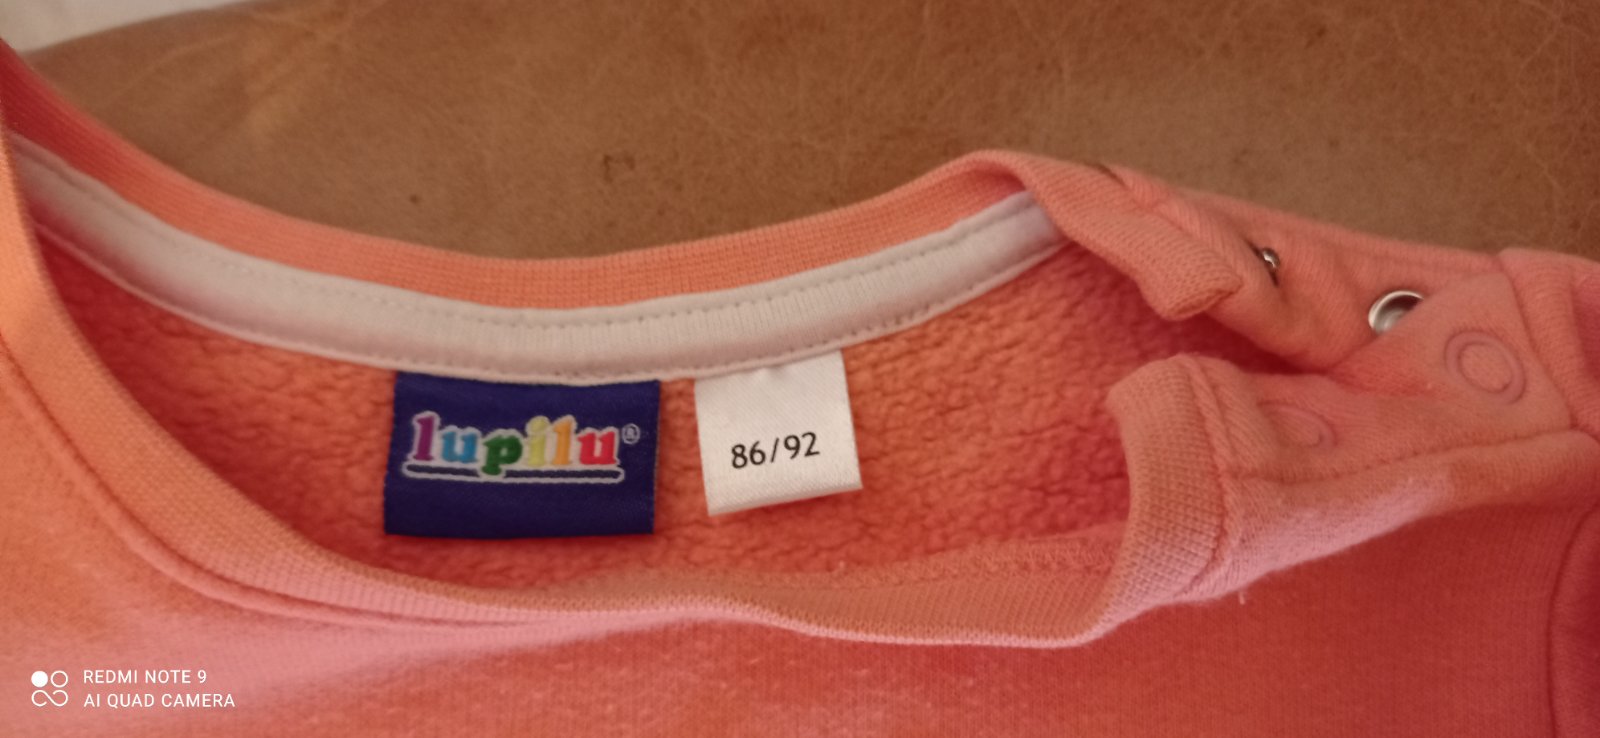 lupilu®
86/92
REDMI NOTE 9
AI QUAD CAMERA